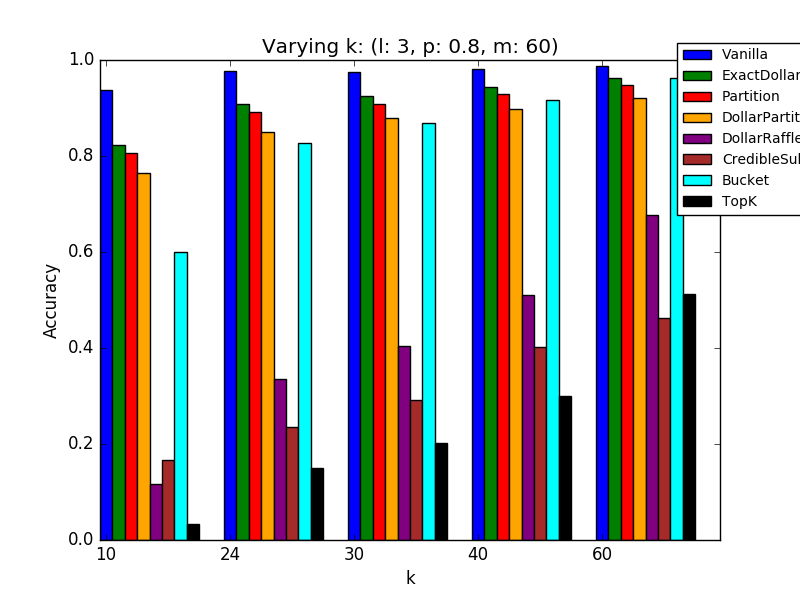 Varying k: (l: 3, p: 0.8, m: 60)
1.0
0.8
0.6
0.4
0.2
0.0
Accuracy
10 24 30 40 60
k
Vanilla
ExactDollar
Partition
DollarPartit
DollarRaffle
CredibleSu
Bucket
TopK